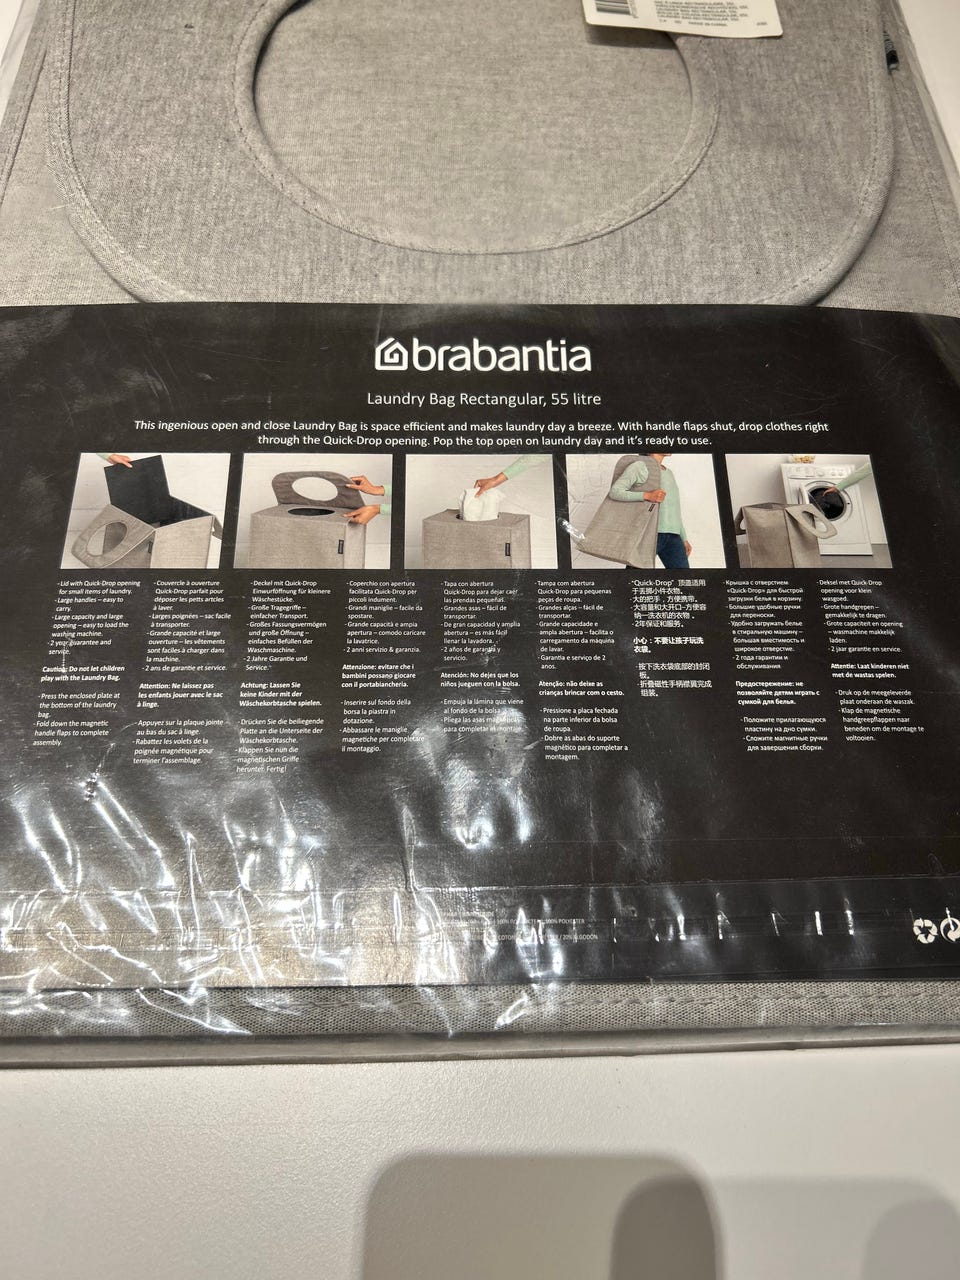 brabantia
Laundry Bag Rectangular, 55 litre
This ingenious open and close Laundry Bag is space efficient and makes laundry day a breeze. With handle flaps shut, drop clothes right
through the Quick-Drop opening. Pop the top open on laundry day and it's ready to use.
- Lid with Quick-Drop opening
for small items of laundry.
- Large handles – easy to
carry.
- Large capacity and large
opening – easy to load the
washing machine.
- 2 year guarantee and
service.
Caution: Do not let children
play with the Laundry Bag.
- Press the enclosed plate at
the bottom of the laundry
bag.
- Fold down the magnetic
handle flaps to complete
assembly.
- Couvercle à ouverture
Quick-Drop parfait pour
déposer les petits articles
à laver.
- Larges poignées – sac facile
à transporter.
- Grande capacité et large
ouverture – les vêtements
sont faciles à charger dans
la machine.
- 2 ans de garantie et service.
Attention: Ne laissez pas
les enfants jouer avec le sac
à linge.
- Appuyez sur la plaque jointe
au bas du sac à linge.
- Rabattez les volets de la
poignée magnétique pour
terminer l'assemblage.
- Deckel mit Quick-Drop
Einwurföffnung für kleinere
Wäschestücke.
- Große Tragegriffe –
einfacher Transport.
- Großes Fassungsvermögen
und große Öffnung –
einfaches Befüllen der
Waschmaschine.
- 2 Jahre Garantie und
Service.
Achtung: Lassen Sie
keine Kinder mit der
Wäschekorbtasche spielen.
- Drücken Sie die beiliegende
Platte an die Unterseite der
Wäschekorbtasche.
- Klappen Sie nun die
magnetischen Griffe
herunter. Fertig!
- Coperchio con apertura
facilitata Quick-Drop per
piccoli indumenti.
- Grandi maniglie – facile da
spostare.
- Grande capacità e ampia
apertura – comodo caricare
la lavatrice.
- 2 anni servizio & garanzia.
Attenzione: evitare che i
bambini possano giocare
con il portabiancheria.
- Inserire sul fondo della
borsa la piastra in
dotazione.
- Abbassare le maniglie
magnetiche per completare
il montaggio.
- Tapa con abertura
Quick-Drop para dejar caer
las prendas pequeñas.
- Grandes asas – fácil de
transportar.
- De gran capacidad y amplia
abertura – es más fácil
llenar la lavadora.
- 2 años de garantía y
servicio.
Atención: No dejes que los
niños jueguen con la bolsa.
- Empuja la lámina que viene
al fondo de la bolsa.
- Pliega las asas magnéticas
para completar el montaje.
- Tampa com abertura
Quick-Drop para pequenas
peças de roupa.
- Grandes alças – fácil de
transportar.
- Grande capacidade e
ampla abertura – facilita o
carregamento da máquina
de lavar.
- Garantia e serviço de 2
anos.
Atenção: não deixe as
crianças brincar com o cesto.
- Pressione a placa fechada
na parte inferior da bolsa
de roupa.
- Dobre as abas do suporte
magnético para completar a
montagem.
- "Quick-Drop" 顶盖适用
于丢掷小件衣物。
- 大的把手，方便携带。
- 大容量和大开口-方便容
纳一洗衣机的衣物 。
- 2年保证和服务。
小心：不要让孩子玩洗
衣袋。
- 按下洗衣袋底部的封闭
板。
- 折叠磁性手柄襟翼完成
组装。
- Крышка с отверстием
«Quick-Drop» для быстрой
загрузки белья в корзину.
- Большие удобные ручки
для переноски.
- Удобно загружать белье
в стиральную машину –
большая вместимость и
широкое отверстие.
- 2 года гарантии и
обслуживания
Предостережение: не
позволяйте детям играть с
сумкой для белья.
- Положите прилагающуюся
пластину на дно сумки.
- Сложите магнитные ручки
для завершения сборки.
- Deksel met Quick-Drop
opening voor klein
wasgoed.
- Grote handgrepen –
gemakkelijk te dragen.
- Grote capaciteit en opening
– wasmachine makkelijk
laden.
- 2 jaar garantie en service.
Attentie: Laat kinderen niet
met de wastas spelen.
- Druk op de meegeleverde
plaat onderaan de waszak.
- Klap de magnetische
handgreepflappen naar
beneden om de montage te
voltooien.
100% POLYESTER
20% ALGODÓN